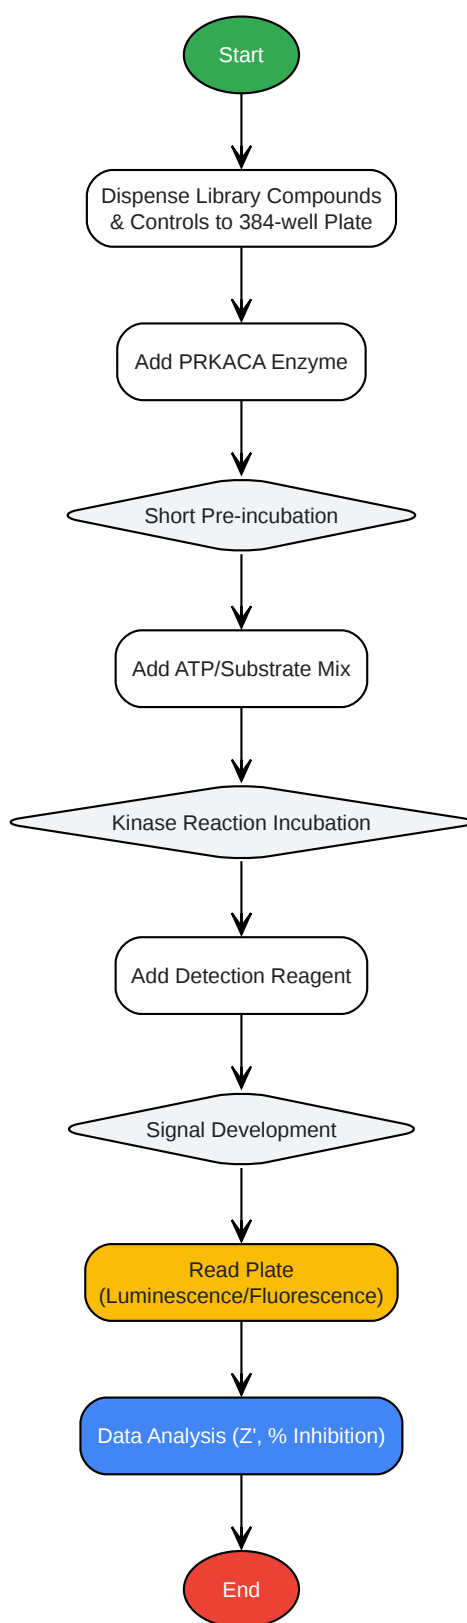 Start
Dispense Library Compounds
& Controls to 384-well Plate
Add PRKACA Enzyme
Short Pre-incubation
Add ATP/Substrate Mix
Kinase Reaction Incubation
Add Detection Reagent
Signal Development
Read Plate
(Luminescence/Fluorescence)
Data Analysis (Z', % Inhibition)
End